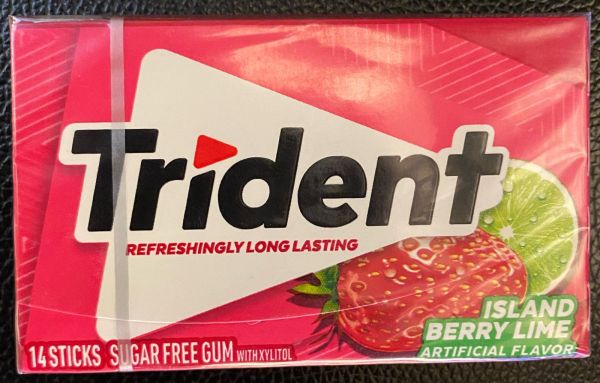 Trident
REFRESHINGLY LONG LASTING
ISLAND
BERRY LIME
ARTIFICIAL FLAVOR
14 STICKS SUGAR FREE GUM WITH XYLITOL